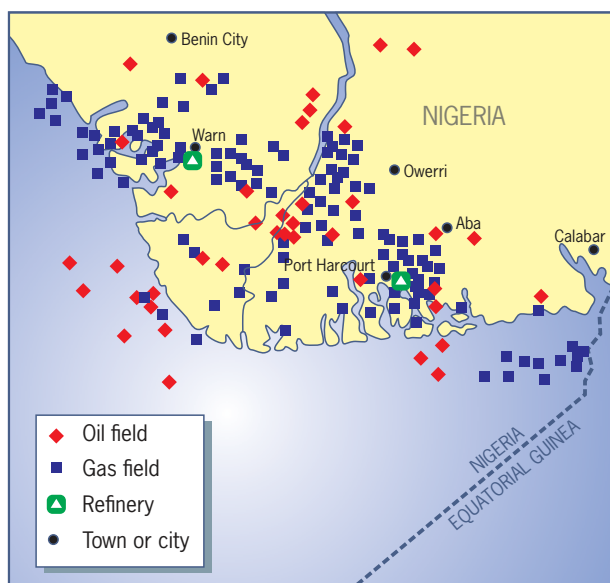 Benin City
NIGERIA
Warn
Owerri
Aba
Calabar
Port Harcourt
NIGERIA
EQUATORIAL GUINEA
Oil field
Gas field
Refinery
Town or city